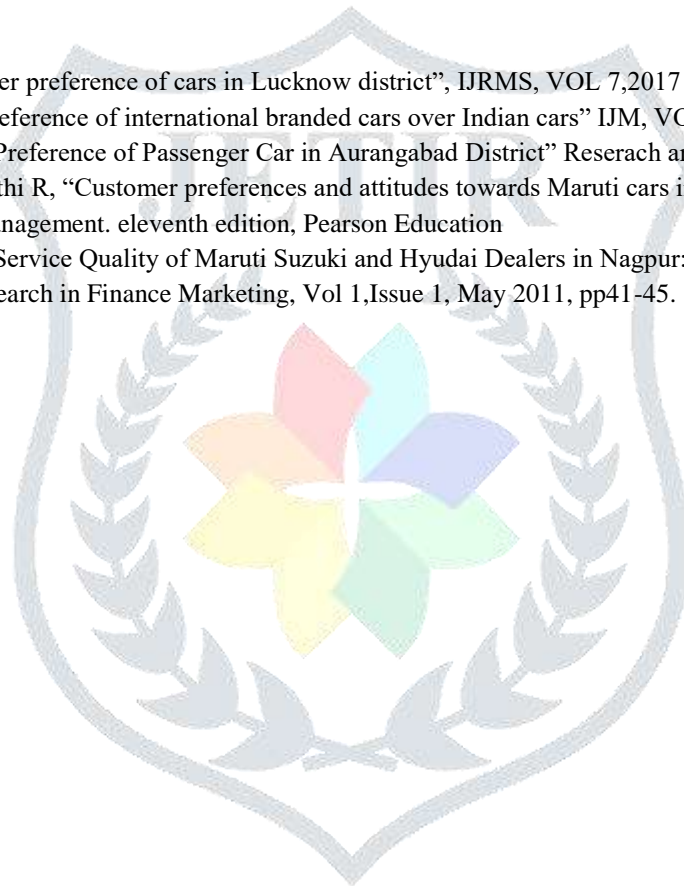 er preference of cars in Lucknow district”, IJRMS, VOL 7,2017
eference of international branded cars over Indian cars” IJM, VO
Preference of Passenger Car in Aurangabad District” Reserach an
thi R, “Customer preferences and attitudes towards Maruti cars i
nagement. eleventh edition, Pearson Education
Service Quality of Maruti Suzuki and Hyudai Dealers in Nagpur:
earch in Finance Marketing, Vol 1,Issue 1, May 2011, pp41-45.
JETIR